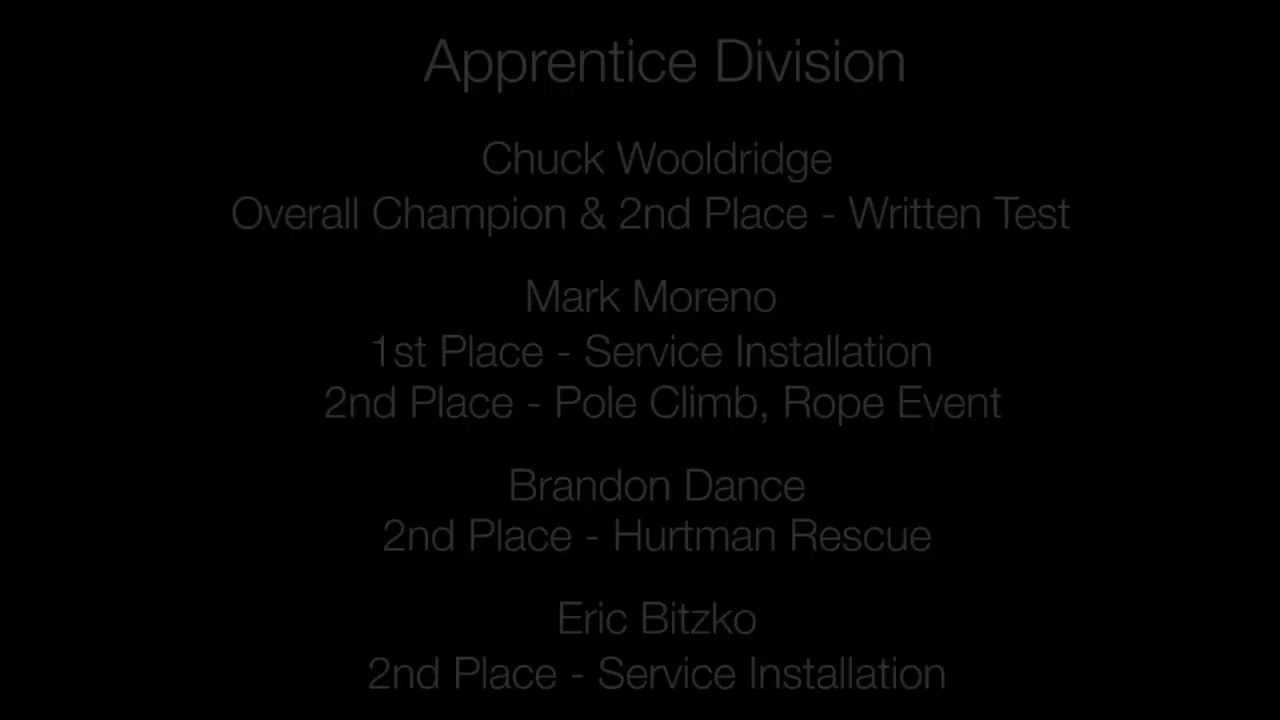 Apprentice Division
Chuck Wooldridge
Overall Champion & 2nd Place - Written Test
Mark Moreno
1st Place - Service Installation
2nd Place - Pole Climb, Rope Event
Brandon Dance
2nd Place - Hurtman Rescue
Eric Bitzko
2nd Place - Service Installation